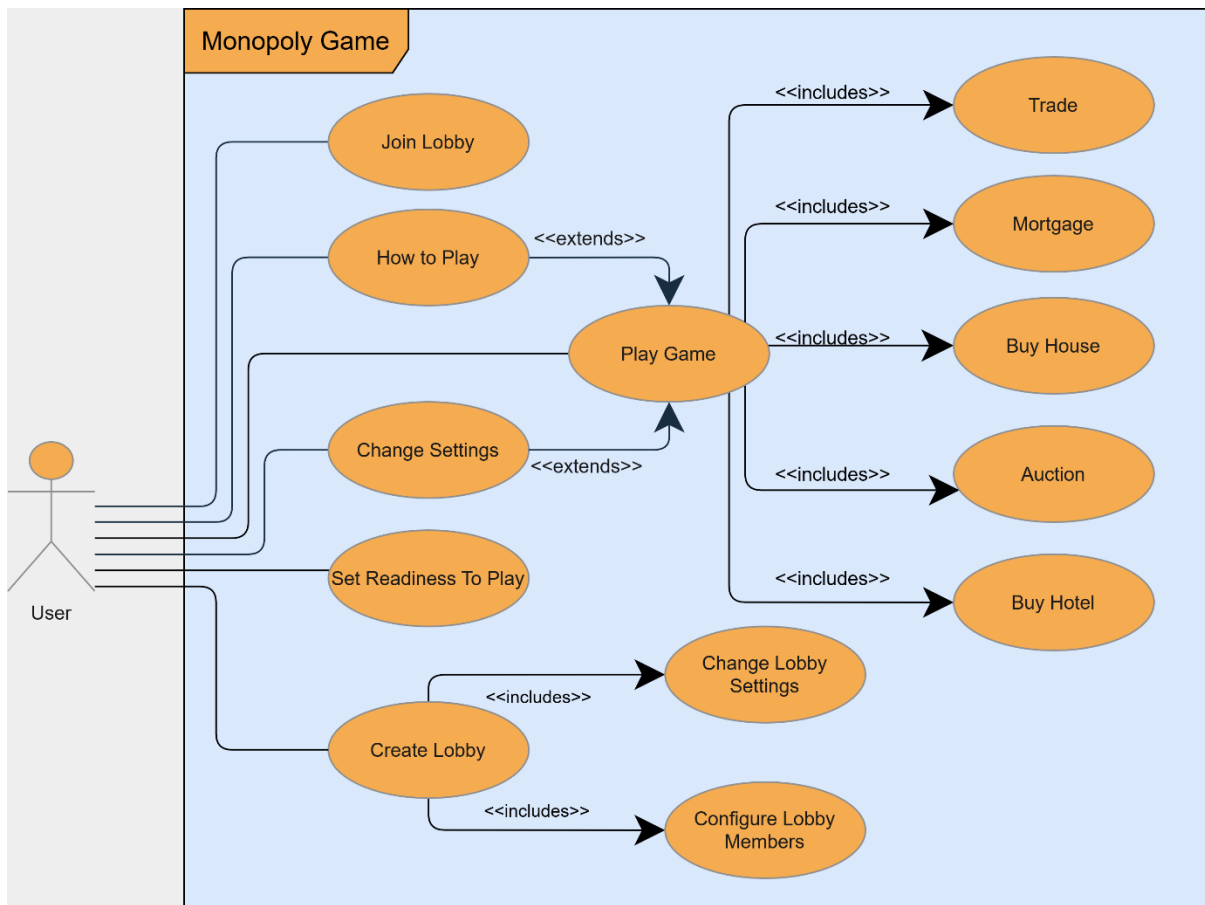 Monopoly Game
<<includes>>
Trade
Join Lobby
<<includes>>
Mortgage
How to Play
<<extends>>
Play Game
<<includes>>
Buy House
Change Settings
<<extends>>
<<includes>>
Auction
Set Readiness To Play
<<includes>>
Buy Hotel
User
Change Lobby
Settings
<<includes>>
Create Lobby
<<includes>>
Configure Lobby
Members